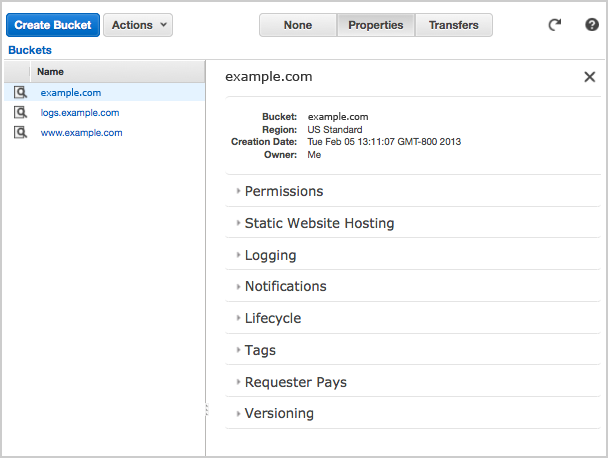 Create Bucket Actions None Properties Transfers
Buckets
Name
example.com
logs.example.com
www.example.com
example.com
Bucket: example.com
Region: US Standard
Creation Date: Tue Feb 05 13:11:07 GMT-800 2013
Owner: Me
Permissions
Static Website Hosting
Logging
Notifications
Lifecycle
Tags
Requester Pays
Versioning